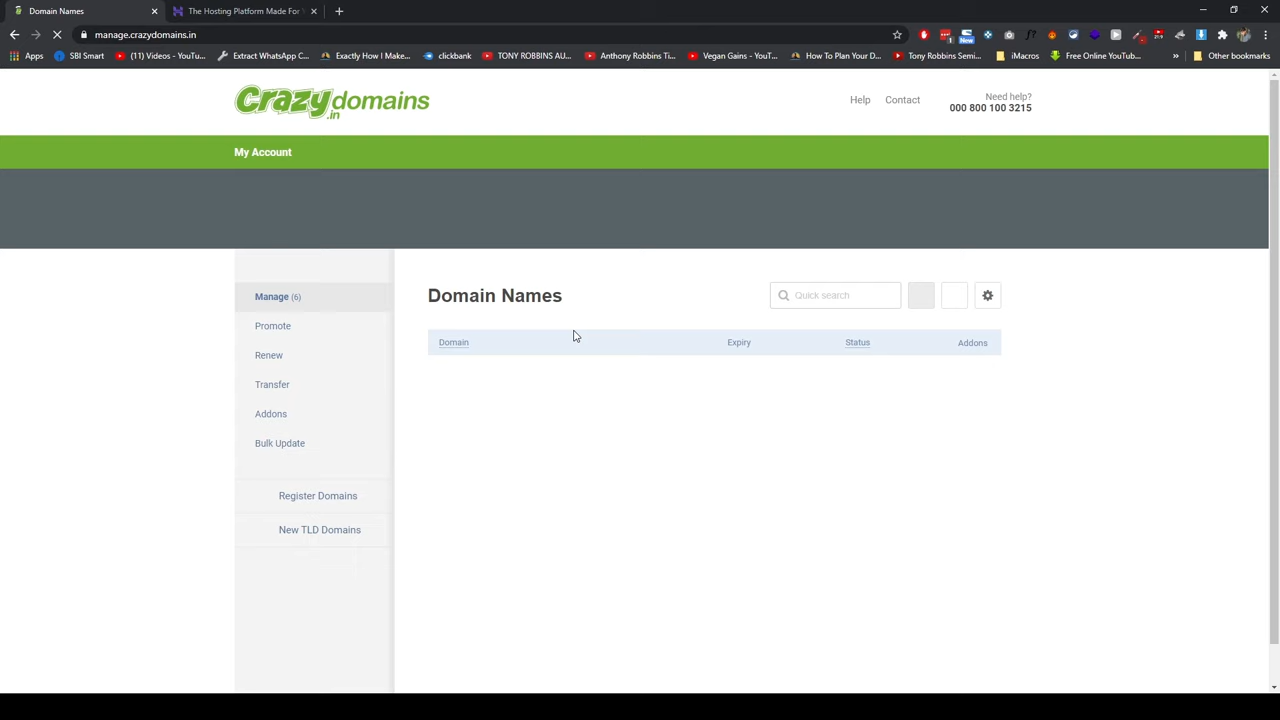 Domain Names
The Hosting Platform Made For Y
manage.crazydomains.in
Apps
SBI Smart
(11) Videos - YouTu...
Extract WhatsApp C...
Exactly How I Make...
clickbank
TONY ROBBINS AU...
Anthony Robbins Ti...
Vegan Gains - YouT...
How To Plan Your D...
Tony Robbins Semi...
iMacros
Free Online YouTub...
»
Other bookmarks
New
Crazydomains
.in
Help
Contact
Need help?
000 800 100 3215
My Account
Manage (6)
Promote
Renew
Transfer
Addons
Bulk Update
Register Domains
New TLD Domains
Domain Names
Quick search
Domain
Expiry
Status
Addons